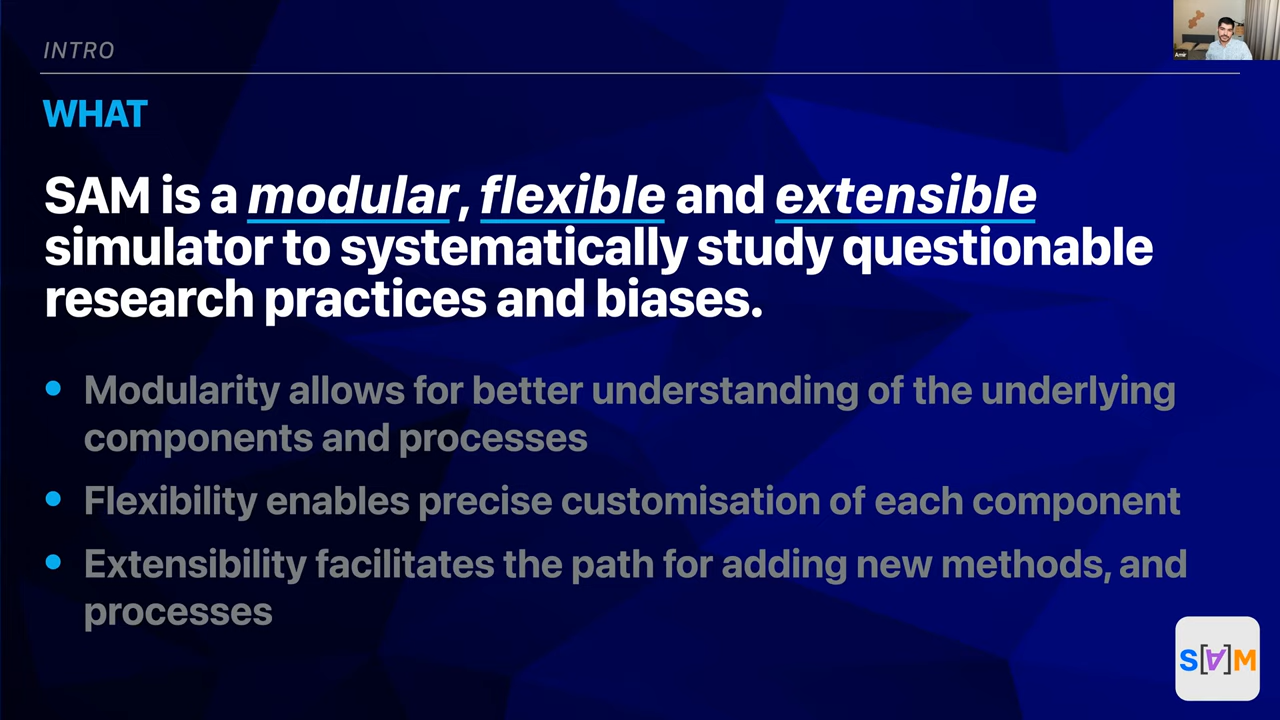 INTRO
Amir
WHAT
SAM is a modular, flexible and extensible
simulator to systematically study questionable
research practices and biases.
• Modularity allows for better understanding of the underlying
components and processes
• Flexibility enables precise customisation of each component
• Extensibility facilitates the path for adding new methods, and
processes
S[∀]M